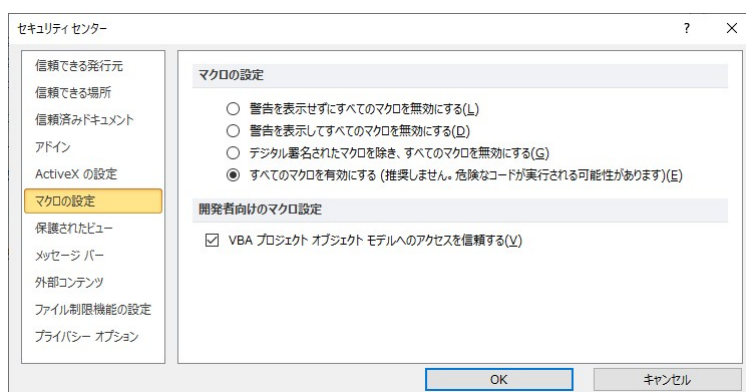 セキュリティ センター
? ×
信頼できる発行元
信頼できる場所
信頼済みドキュメント
アドイン
ActiveX の設定
マクロの設定
保護されたビュー
メッセージ バー
外部コンテンツ
ファイル制限機能の設定
プライバシー オプション
マクロの設定
警告を表示せずにすべてのマクロを無効にする(L)
警告を表示してすべてのマクロを無効にする(D)
デジタル署名されたマクロを除き、すべてのマクロを無効にする(G)
すべてのマクロを有効にする (推奨しません。危険なコードが実行される可能性があります)(E)
開発者向けのマクロ設定
VBA プロジェクト オブジェクト モデルへのアクセスを信頼する(V)
OK
キャンセル